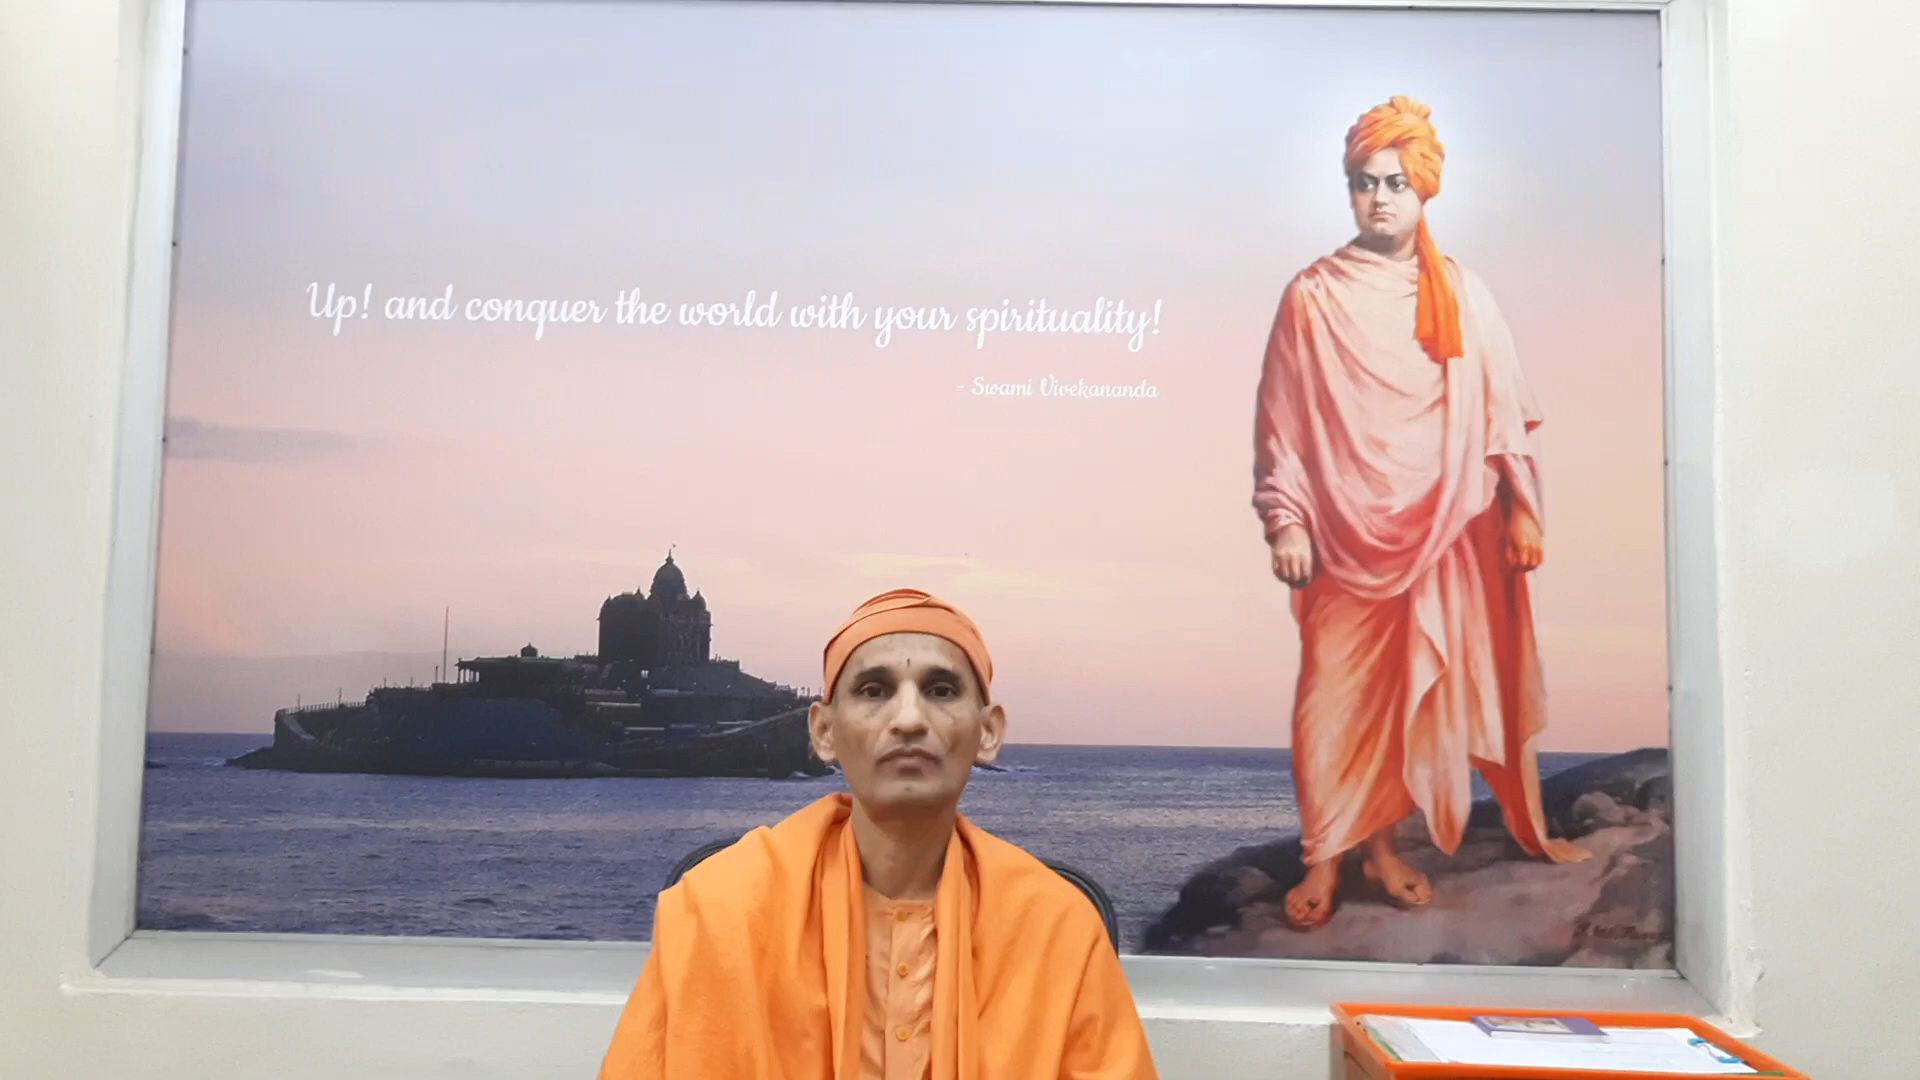 Up! and conquer the world with your spirituality!
- Swami Vivekananda